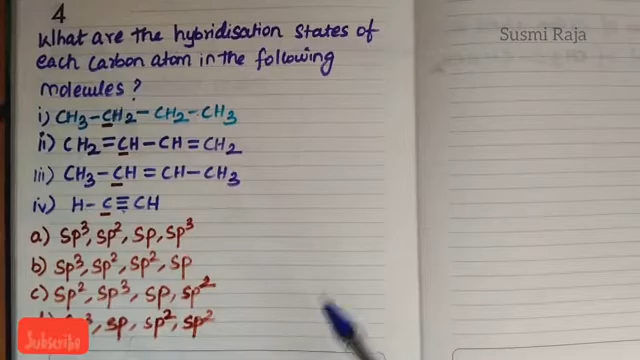 4
What are the hybridisation states of
Susmi Raja
each carbon atom in the following
molecules ?
i) CH3-CH2-CH2-CH3
ii) CH2=CH-CH=CH2
iii) CH3-CH=CH-CH3
iv) H-C≡CH
a) sp3, sp2, sp, sp3
b) sp3, sp2, sp2, sp
c) sp2, sp3, sp, sp2
sp, sp2, sp2
Subscribe